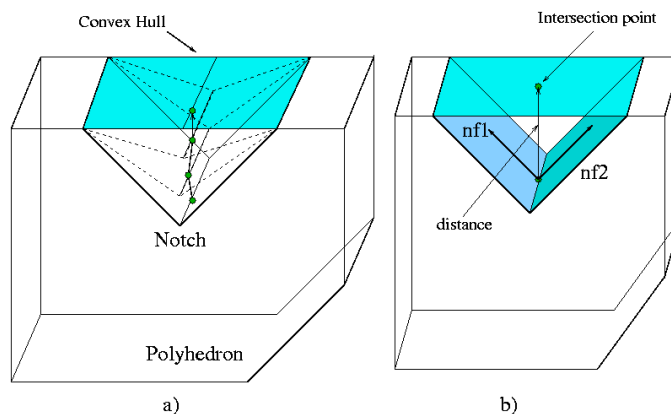 Convex Hull
Notch
Polyhedron
a)
Intersection point
nf1
nf2
distance
b)